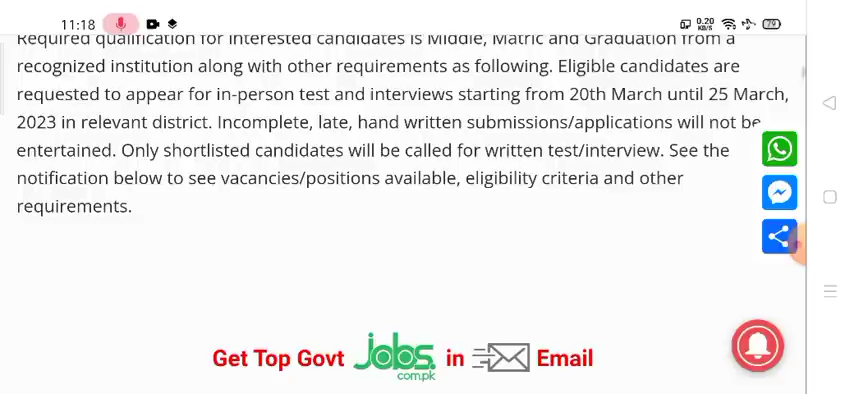 11:18
0.20
KB/S
79
Required qualification for interested candidates is Middle, Matric and Graduation from a
recognized institution along with other requirements as following. Eligible candidates are
requested to appear for in-person test and interviews starting from 20th March until 25 March,
2023 in relevant district. Incomplete, late, hand written submissions/applications will not be
entertained. Only shortlisted candidates will be called for written test/interview. See the
notification below to see vacancies/positions available, eligibility criteria and other
requirements.
Get Top Govt jobs.com.pk in Email